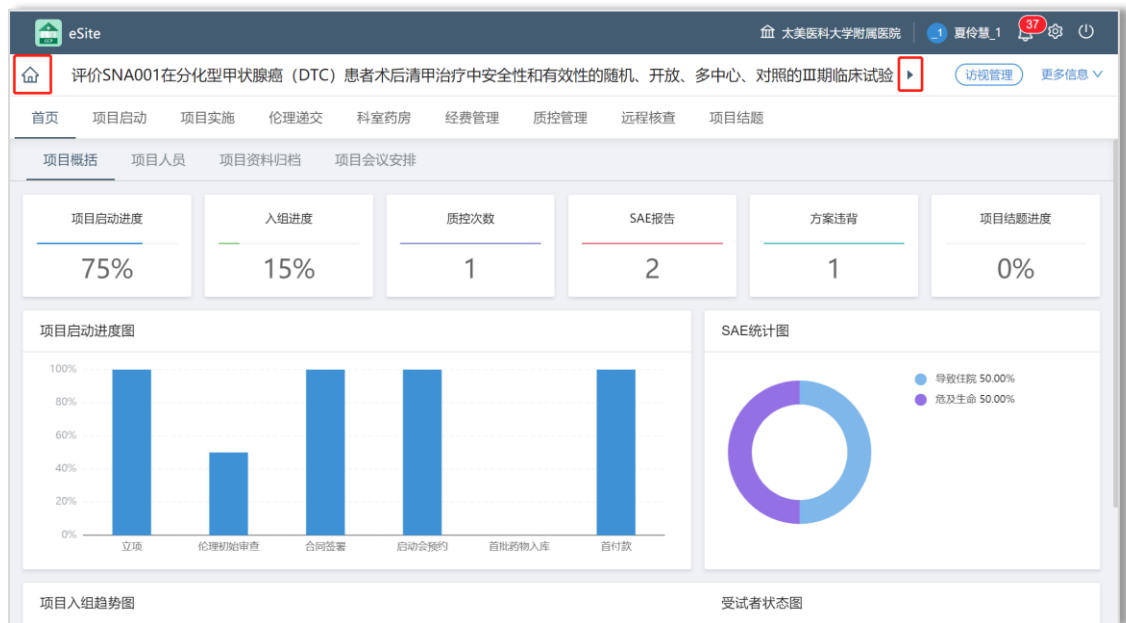 eSite 太美医科大学附属医院 _1 夏伶慧_1 37
评价SNA001在分化型甲状腺癌（DTC）患者术后清甲治疗中安全性和有效性的随机、开放、多中心、对照的III期临床试验 访视管理 更多信息
首页 项目启动 项目实施 伦理递交 科室药房 经费管理 质控管理 远程核查 项目结题
项目概括 项目人员 项目资料归档 项目会议安排
项目启动进度 入组进度 质控次数 SAE报告 方案违背 项目结题进度
75% 15% 1 2 1 0%
项目启动进度图 SAE统计图
100%
80%
60%
40%
20%
0%
立项 伦理初始审查 合同签署 启动会预约 首批药物入库 首付款
导致住院 50.00%
危及生命 50.00%
项目入组趋势图 受试者状态图